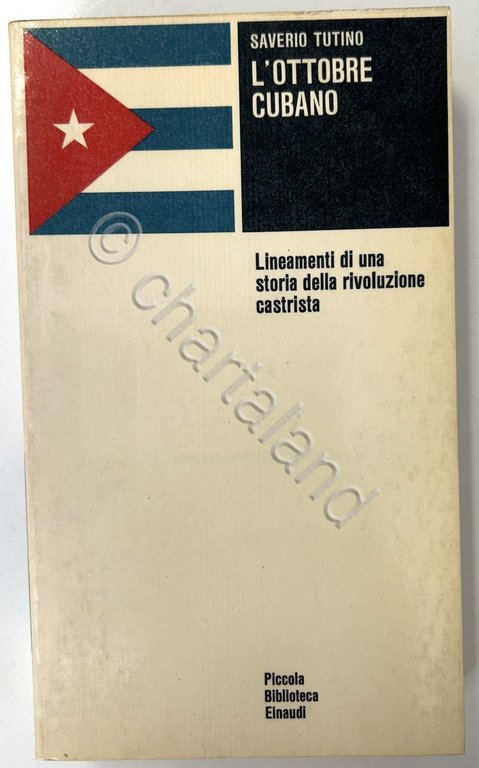 SAVERIO TUTINO
L'OTTOBRE
CUBANO
Lineamenti di una
storia della rivoluzione
castrista
© chartaland
Piccola
Biblioteca
Einaudi